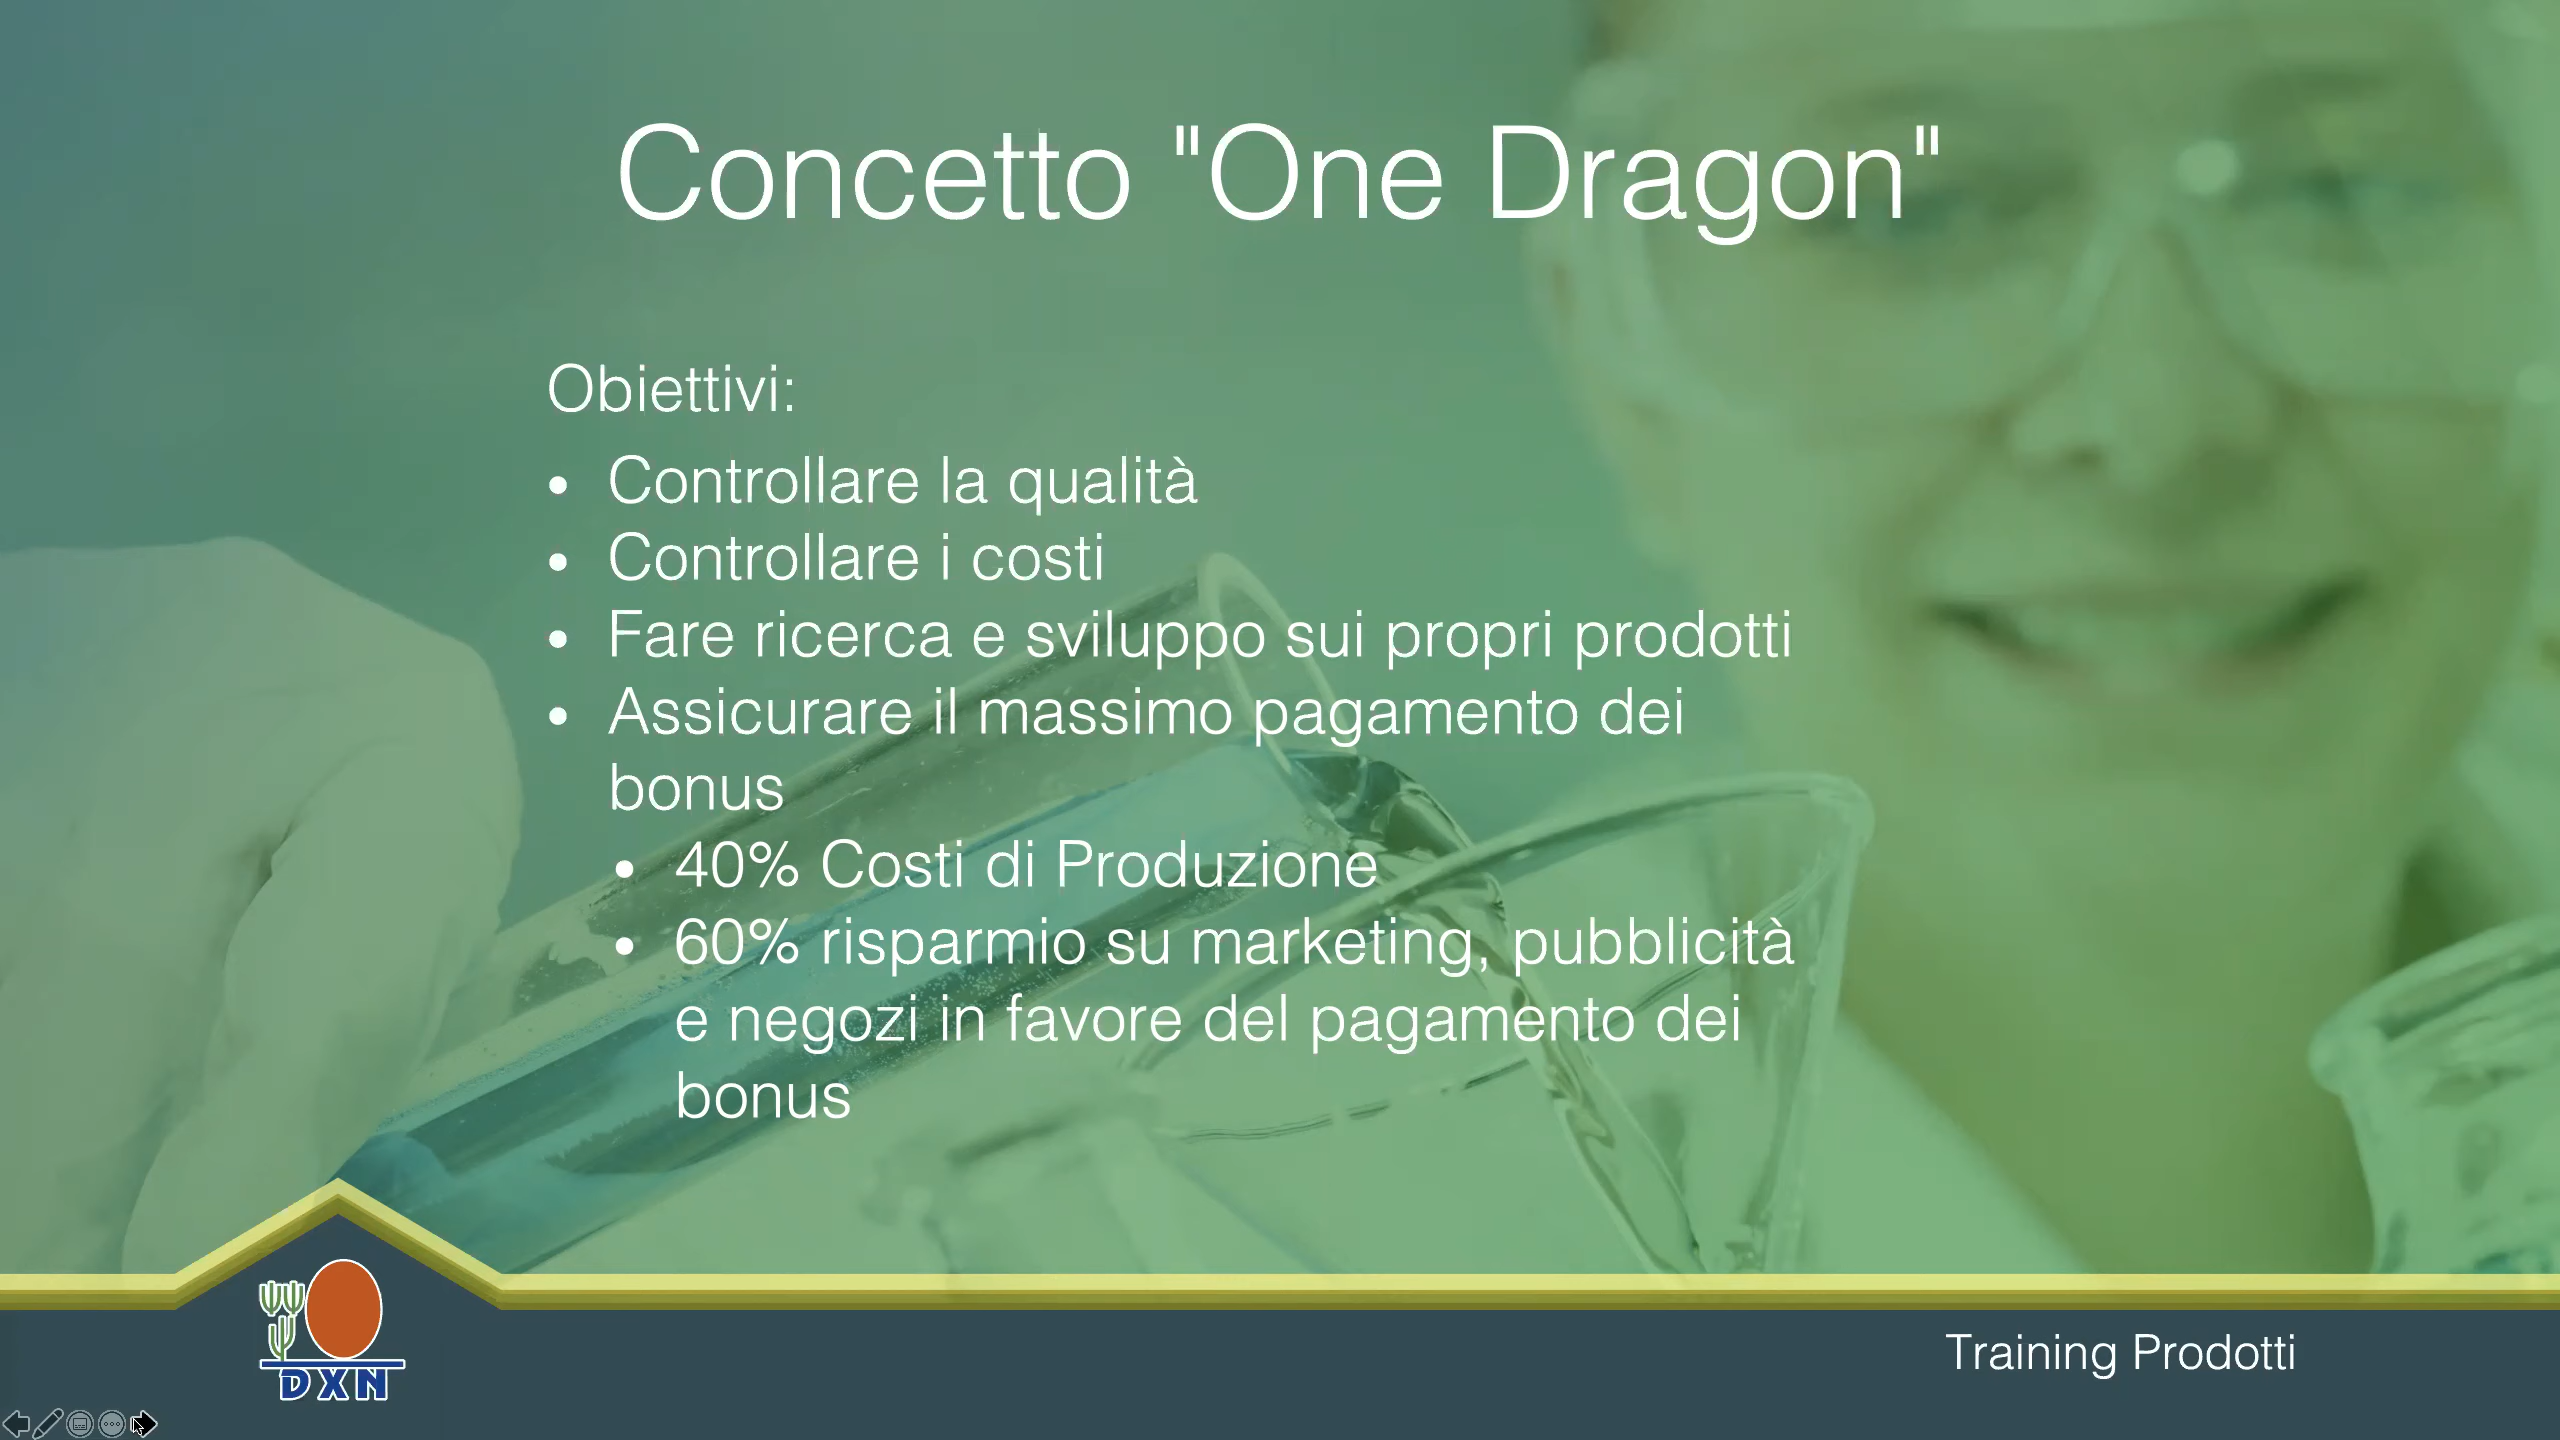 Concetto "One Dragon"
Obiettivi:
• Controllare la qualità
• Controllare i costi
• Fare ricerca e sviluppo sui propri prodotti
• Assicurare il massimo pagamento dei
bonus
• 40% Costi di Produzione
• 60% risparmio su marketing, pubblicità
e negozi in favore del pagamento dei
bonus
DXN
Training Prodotti